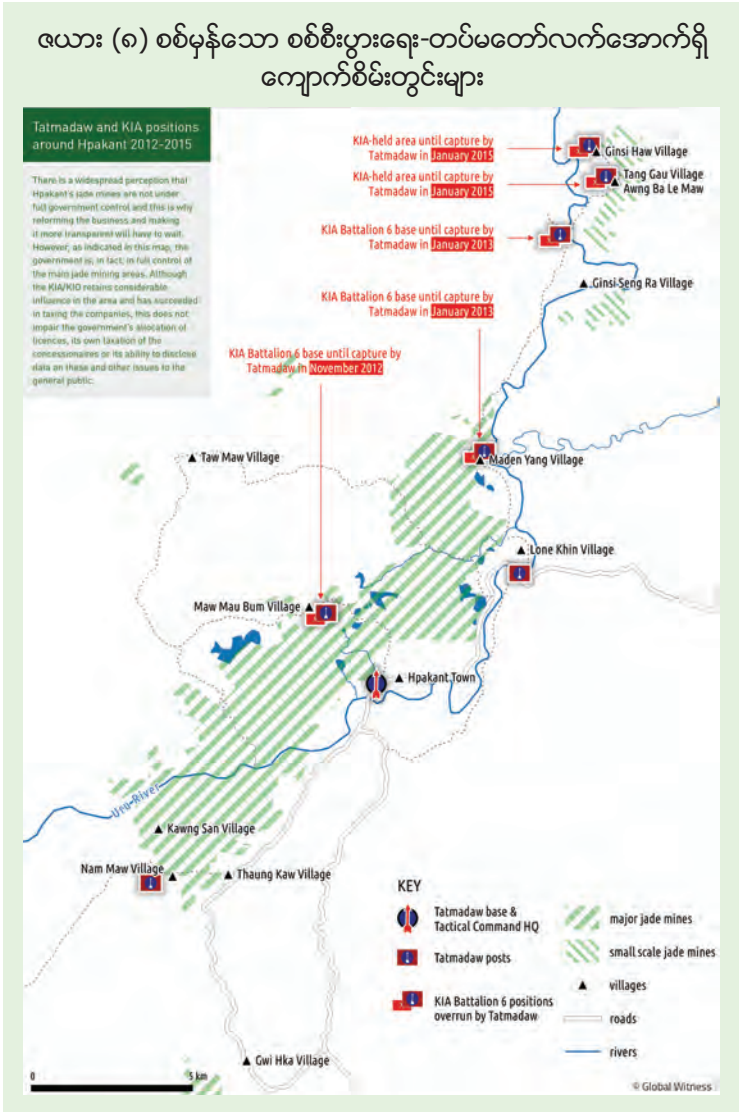 ဇယား (၈) စစ်မှန်သော စစ်စီးပွားရေး-တပ်မတော်လက်အောက်ရှိ
ကျောက်စိမ်းတွင်းများ
Tatmadaw and KIA positions
around Hpakant 2012-2015
There is a widespread perception that
Hpakant's jade mines are not under
full government control and this is why
reforming the business and making
it more transparent will have to wait.
However, as indicated in this map, the
government is, in fact, in full control of
the main jade mining areas. Although
the KIA/KIO retains considerable
influence in the area and has succeeded
in taxing the companies, this does not
impair the government's allocation of
licences, its own taxation of the
concessionaires or its ability to disclose
data on these and other issues to the
general public.
KIA-held area until capture by
Tatmadaw in January 2015
Ginsi Haw Village
KIA-held area until capture by
Tatmadaw in January 2015
Tang Gau Village
Awng Ba Le Maw
KIA Battalion 6 base until capture by
Tatmadaw in January 2013
Ginsi Seng Ra Village
KIA Battalion 6 base until capture by
Tatmadaw in January 2013
KIA Battalion 6 base until capture by
Tatmadaw in November 2012
Taw Maw Village
Maden Yang Village
Lone Khin Village
Maw Mau Bum Village
Hpakant Town
Uru River
Kawng San Village
Nam Maw Village
Thaung Kaw Village
Gwi Hka Village
KEY
Tatmadaw base &
Tactical Command HQ
Tatmadaw posts
KIA Battalion 6 positions
overrun by Tatmadaw
major jade mines
small scale jade mines
villages
roads
rivers
0 5 km
© Global Witness